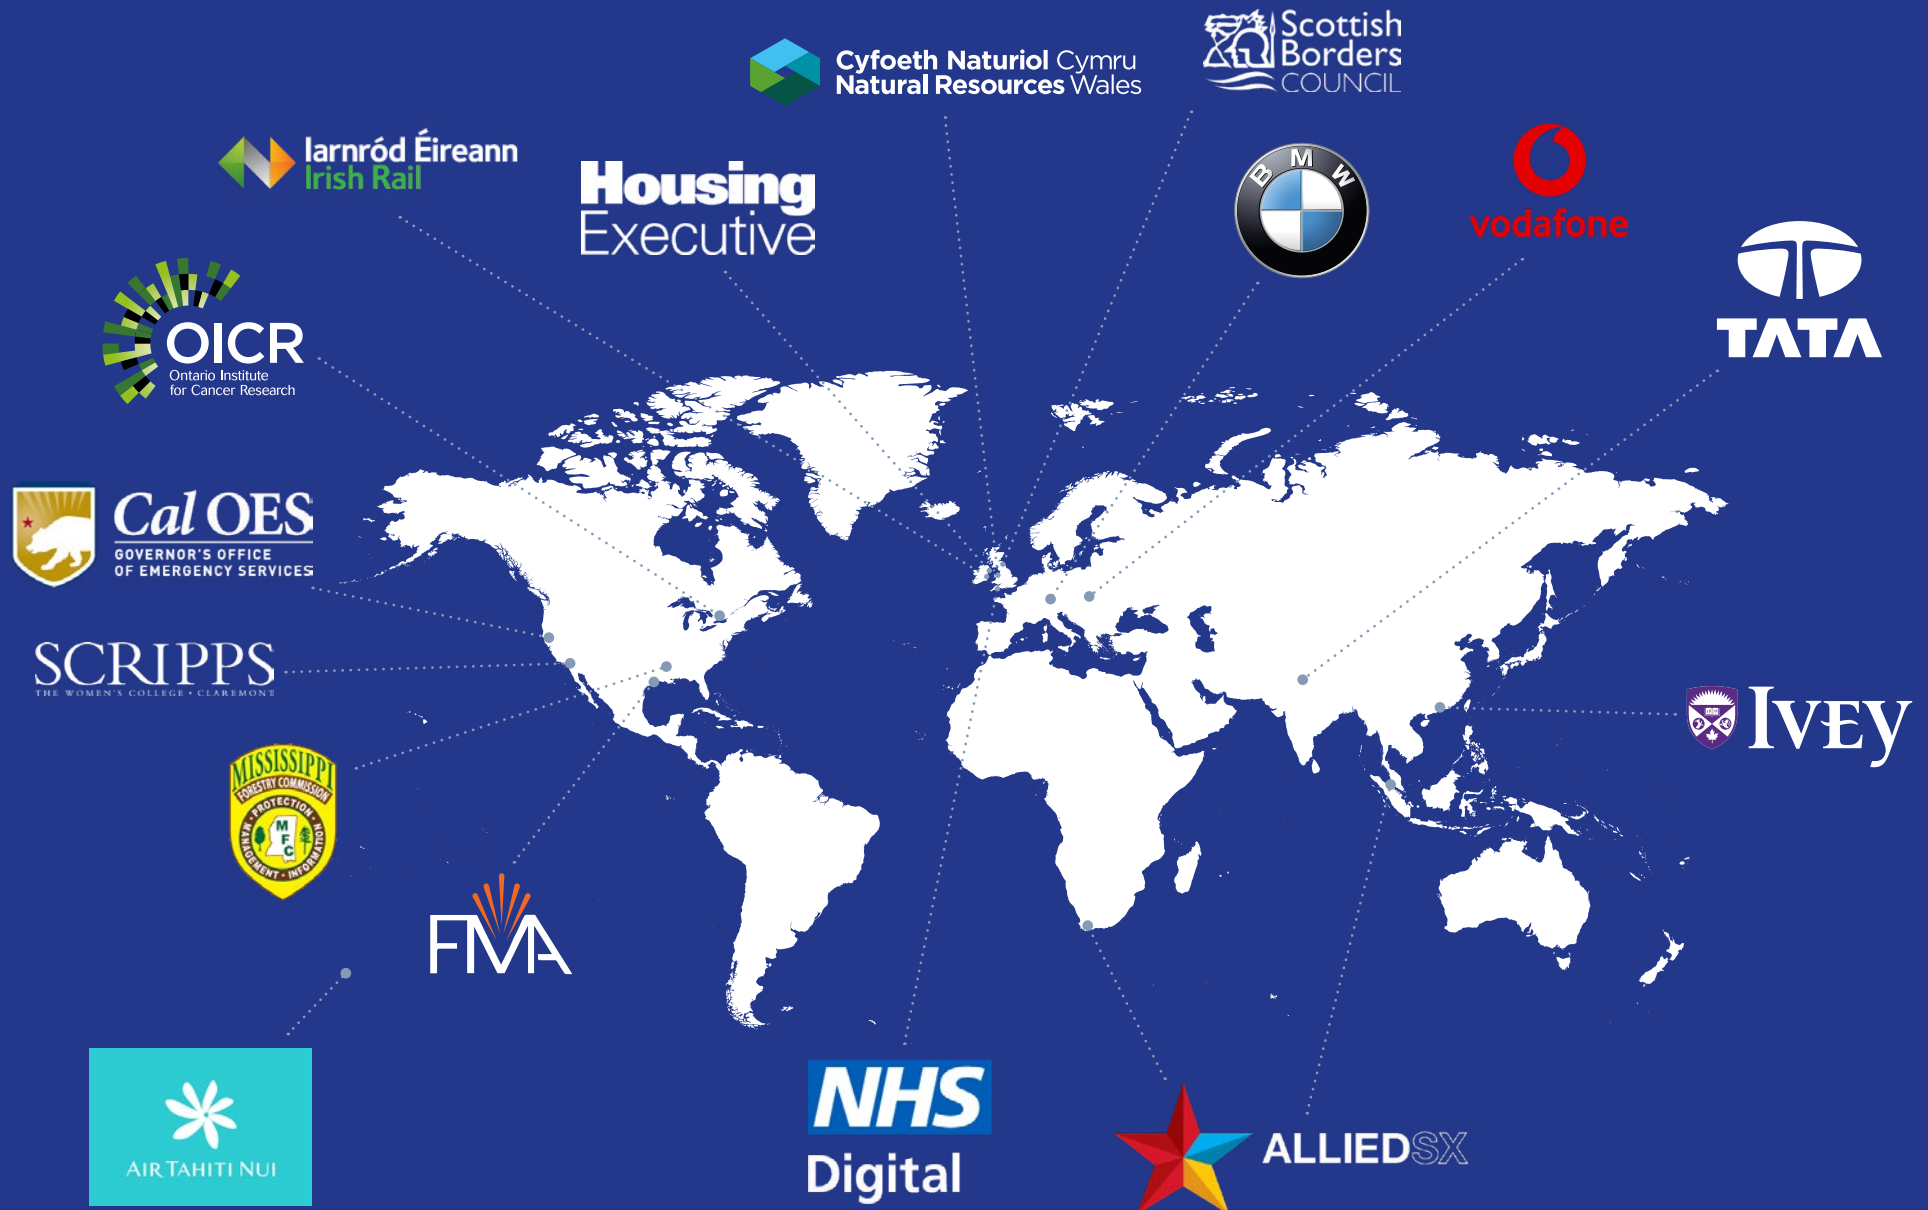 Scottish
Borders
COUNCIL
Cyfoeth Naturiol Cymru
Natural Resources Wales
Iarnród Éireann
Irish Rail
Housing
Executive
BMW
vodafone
TATA
OICR
Ontario Institute
for Cancer Research
Cal OES
GOVERNOR'S OFFICE
OF EMERGENCY SERVICES
SCRIPPS
THE WOMEN'S COLLEGE • CLAREMONT
IVEY
MISSISSIPPI
FORESTRY COMMISSION
PROTECTION
MANAGEMENT • INFORMATION
MFC
FMA
AIR TAHITI NUI
NHS
Digital
ALLIEDSX